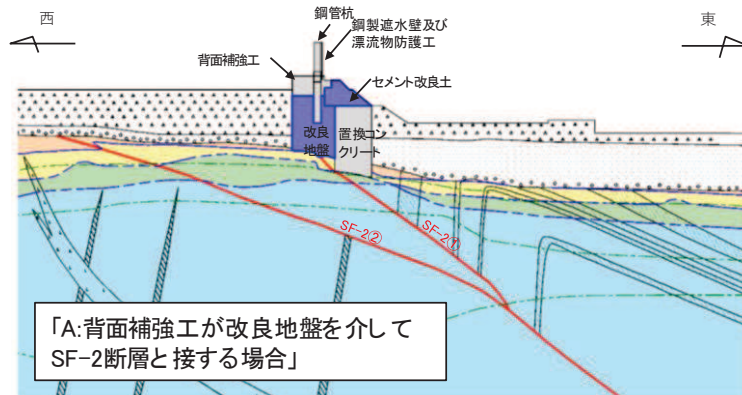 西
東
鋼管杭
鋼製遮水壁及び
漂流物防護工
背面補強工
セメント改良土
改良
地盤
置換コン
クリート
SF-2②
SF-2①
「A:背面補強工が改良地盤を介して
SF-2断層と接する場合」